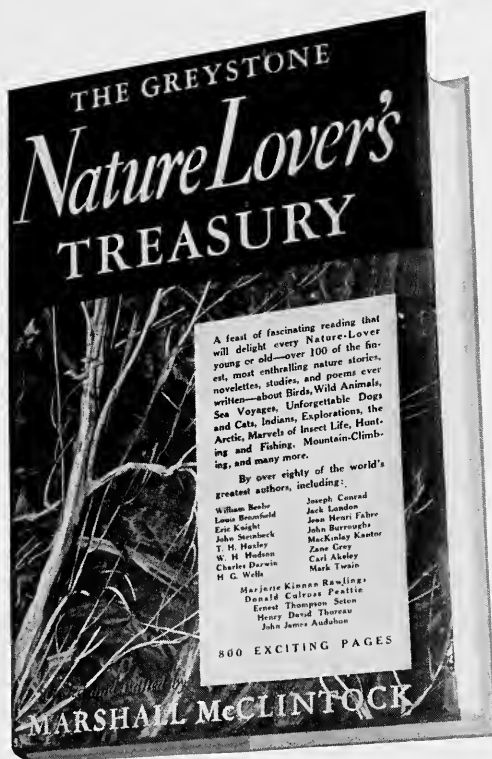 THE GREYSTONE
Nature Lover's
TREASURY
A feast of fascinating reading that
will delight every Nature-Lover
young or old—over 100 of the fin-
est, most enthralling nature stories,
novelettes, studies, and poems ever
written—about Birds, Wild Animals,
Sea Voyages, Unforgettable Dogs
and Cats, Indians, Explorations, the
Arctic, Marvels of Insect Life, Hunt-
ing and Fishing, Mountain-Climb-
ing, and many more.
By over eighty of the world's
greatest authors, including:
William Beebe
Louis Bromfield
Eric Knight
John Steinbeck
T. H. Huxley
W. H. Hudson
Charles Darwin
H. G. Wells
Joseph Conrad
Jack London
Jean Henri Fabre
John Burroughs
MacKinlay Kantor
Zane Grey
Carl Akeley
Mark Twain
Marjorie Kinnan Rawlings
Donald Culross Peattie
Ernest Thompson Seton
Henry David Thoreau
John James Audubon
800 EXCITING PAGES
Edited by
MARSHALL McCLINTOCK